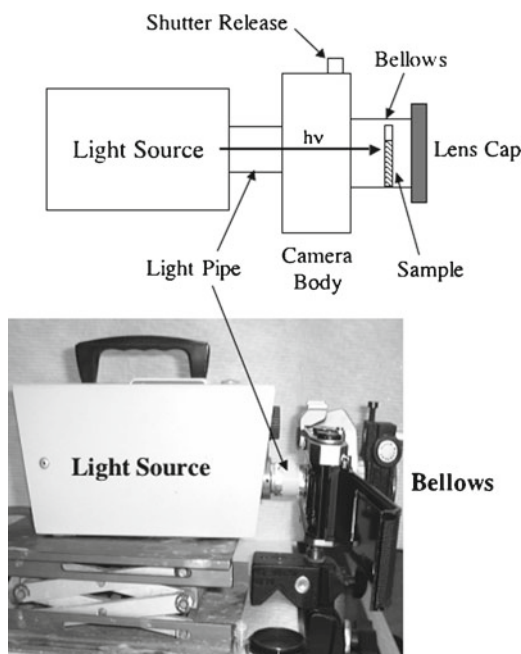 Shutter Release
Bellows
Light Source
hν
Lens Cap
Light Pipe
Camera
Body
Sample
Light Source
Bellows